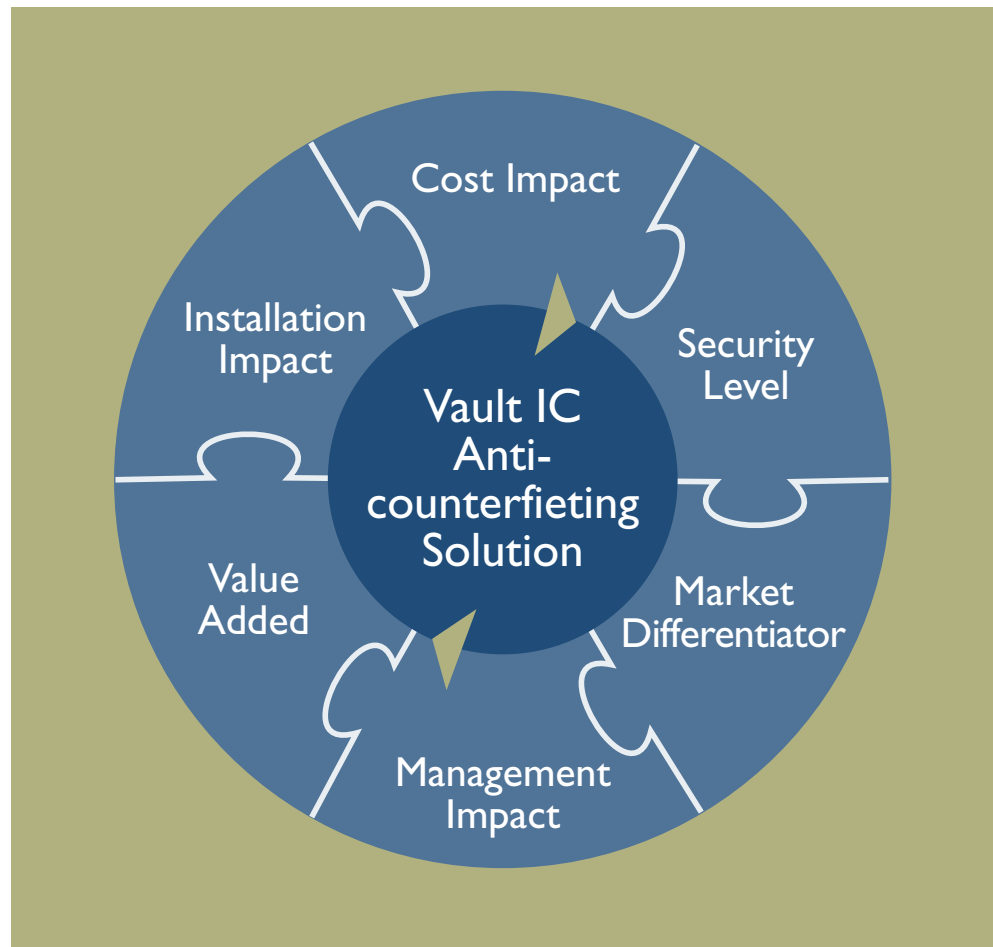 Cost Impact
Security
Level
Market
Differentiator
Management
Impact
Value
Added
Installation
Impact
Vault IC
Anti-
counterfieting
Solution